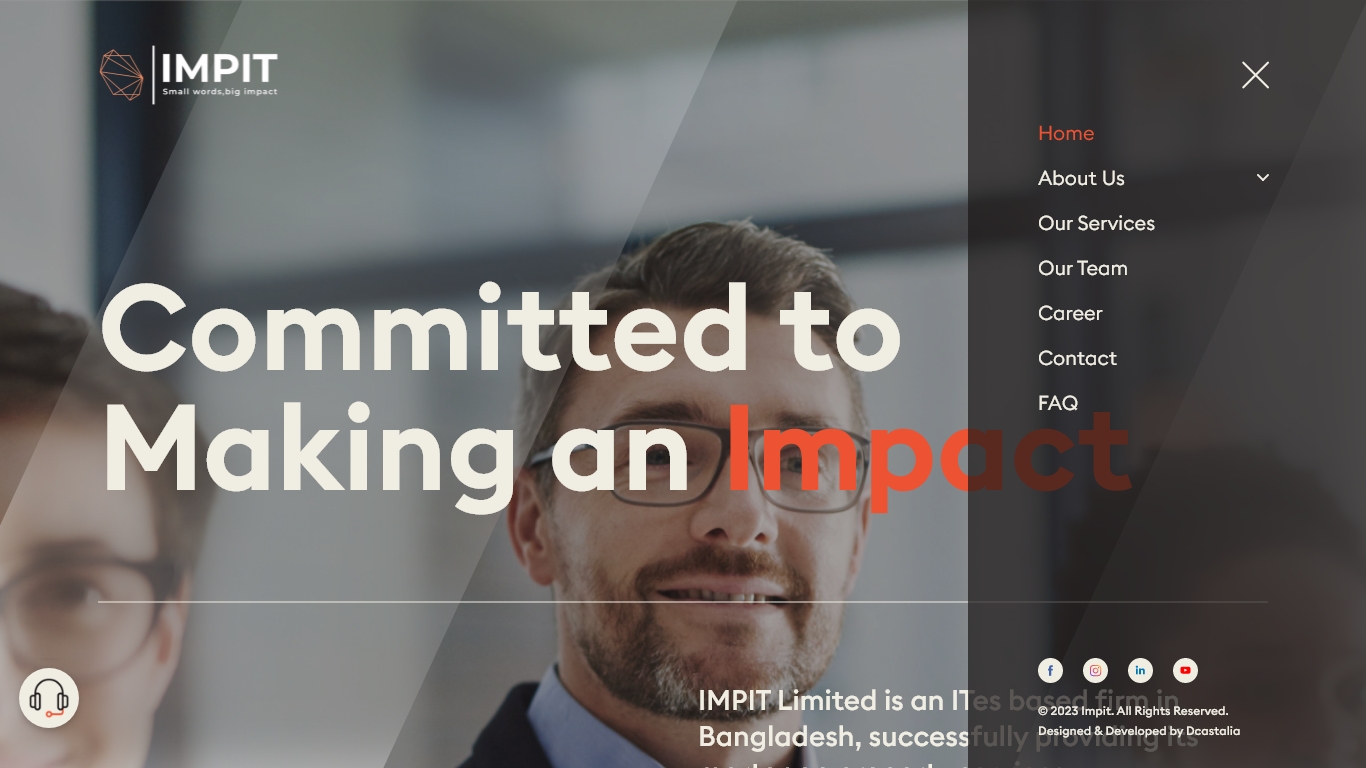 IMPIT
Small words,big impact
Home
About Us
Our Services
Our Team
Career
Contact
FAQ
Committed to
Making an Impact
IMPIT Limited is an ITes based firm in
Bangladesh, successfully providing its
© 2023 Impit. All Rights Reserved.
Designed & Developed by Dcastalia